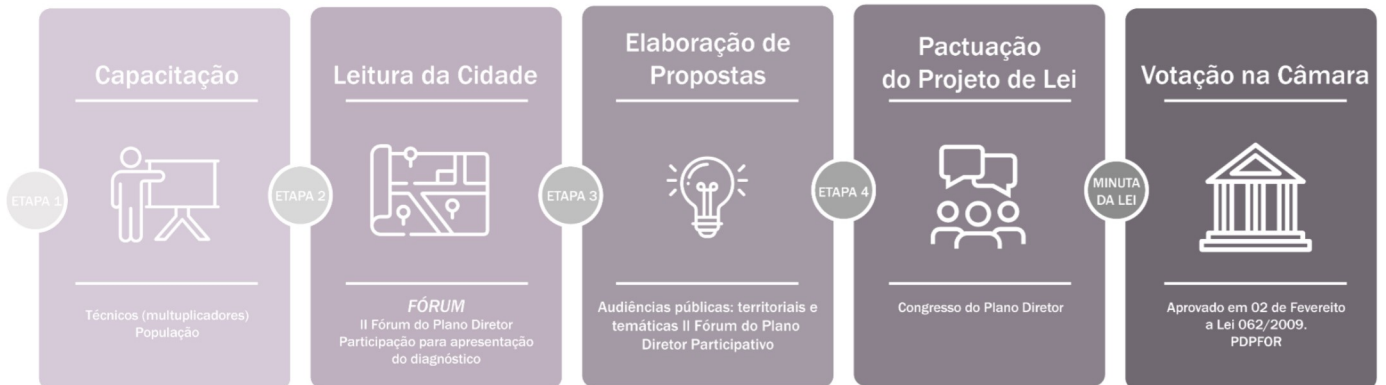 ETAPA 1
Capacitação
Técnicos (multuplicadores)
População
ETAPA 2
Leitura da Cidade
FÓRUM
II Fórum do Plano Diretor
Participação para apresentação
do diagnóstico
ETAPA 3
Elaboração de
Propostas
Audiências públicas: territoriais e
temáticas II Fórum do Plano
Diretor Participativo
ETAPA 4
Pactuação
do Projeto de Lei
Congresso do Plano Diretor
MINUTA
DA LEI
Votação na Câmara
Aprovado em 02 de Fevereito
a Lei 062/2009.
PDPFOR